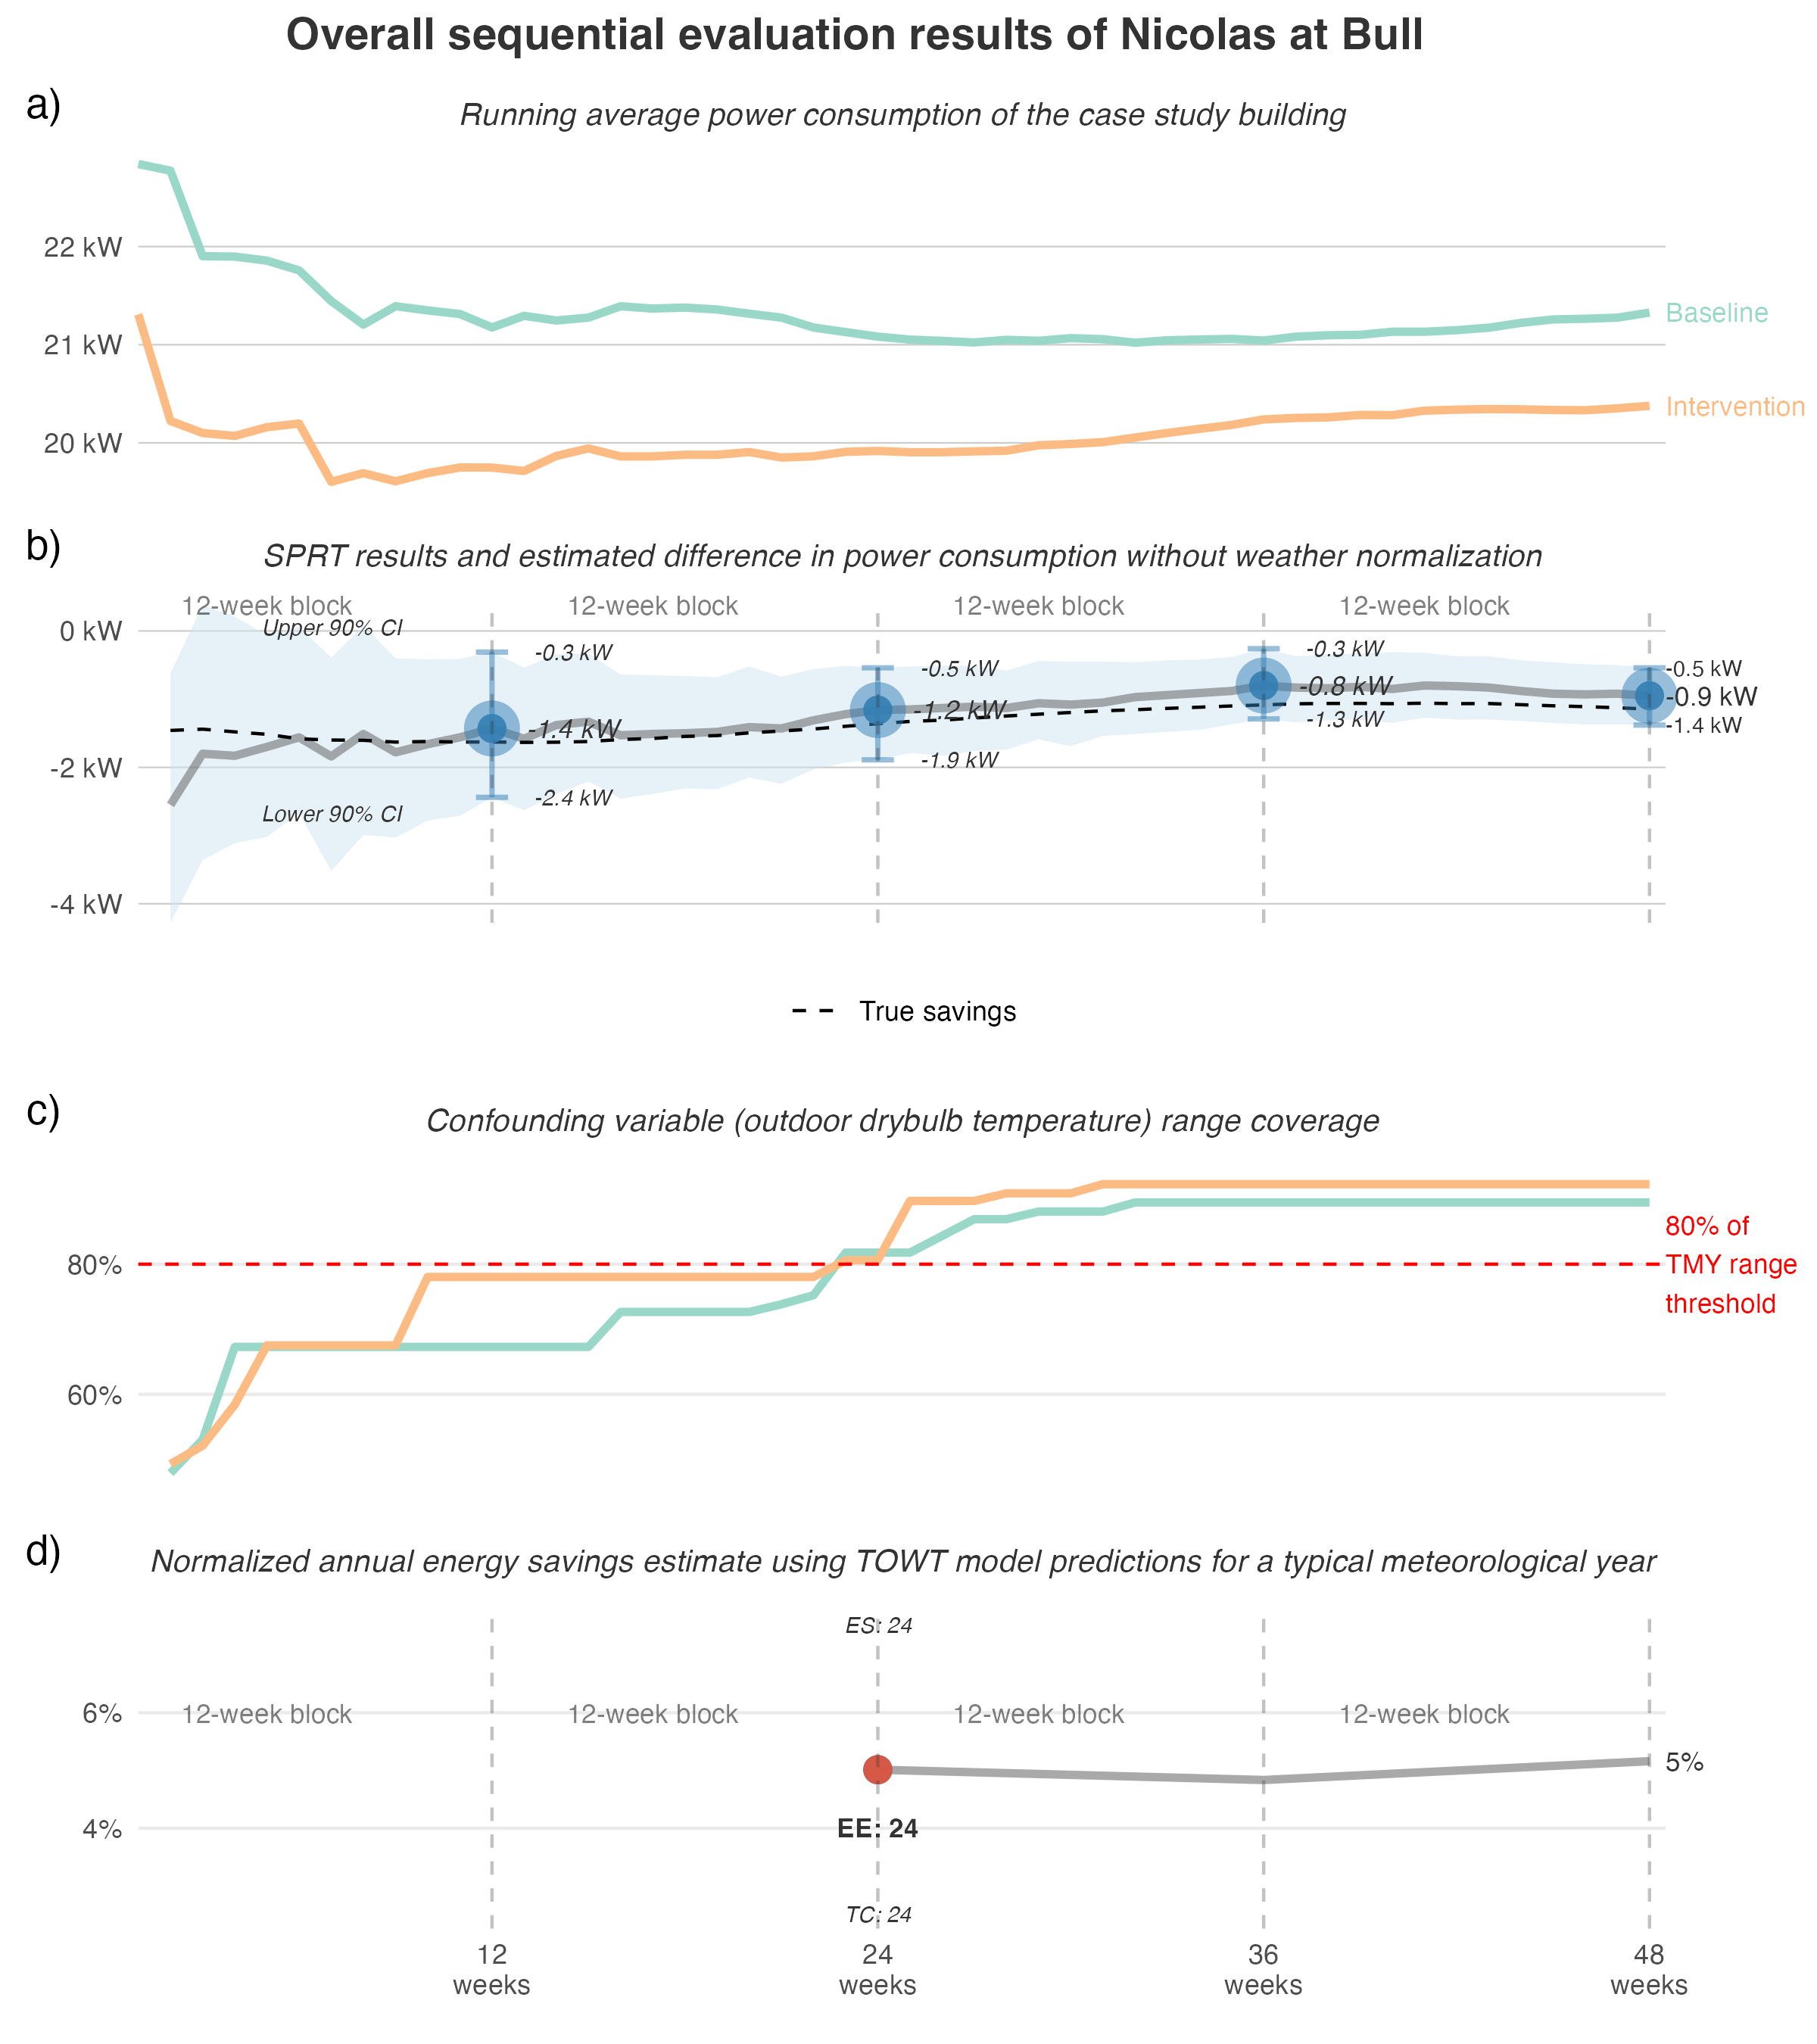 Overall sequential evaluation results of Nicolas at Bull
a)
Running average power consumption of the case study building
22 kW
21 kW
20 kW
Baseline
Intervention
b)
SPRT results and estimated difference in power consumption without weather normalization
12-week block
12-week block
12-week block
12-week block
0 kW
-2 kW
-4 kW
Upper 90% CI
Lower 90% CI
-0.3 kW
-1.4 kW
-2.4 kW
-0.5 kW
-1.2 kW
-1.9 kW
-0.3 kW
-0.8 kW
-1.3 kW
-0.5 kW
-0.9 kW
-1.4 kW
True savings
c)
Confounding variable (outdoor drybulb temperature) range coverage
80%
60%
80% of
TMY range
threshold
d)
Normalized annual energy savings estimate using TOWT model predictions for a typical meteorological year
ES: 24
6%
12-week block
12-week block
12-week block
12-week block
5%
4%
EE: 24
TC: 24
12
weeks
24
weeks
36
weeks
48
weeks